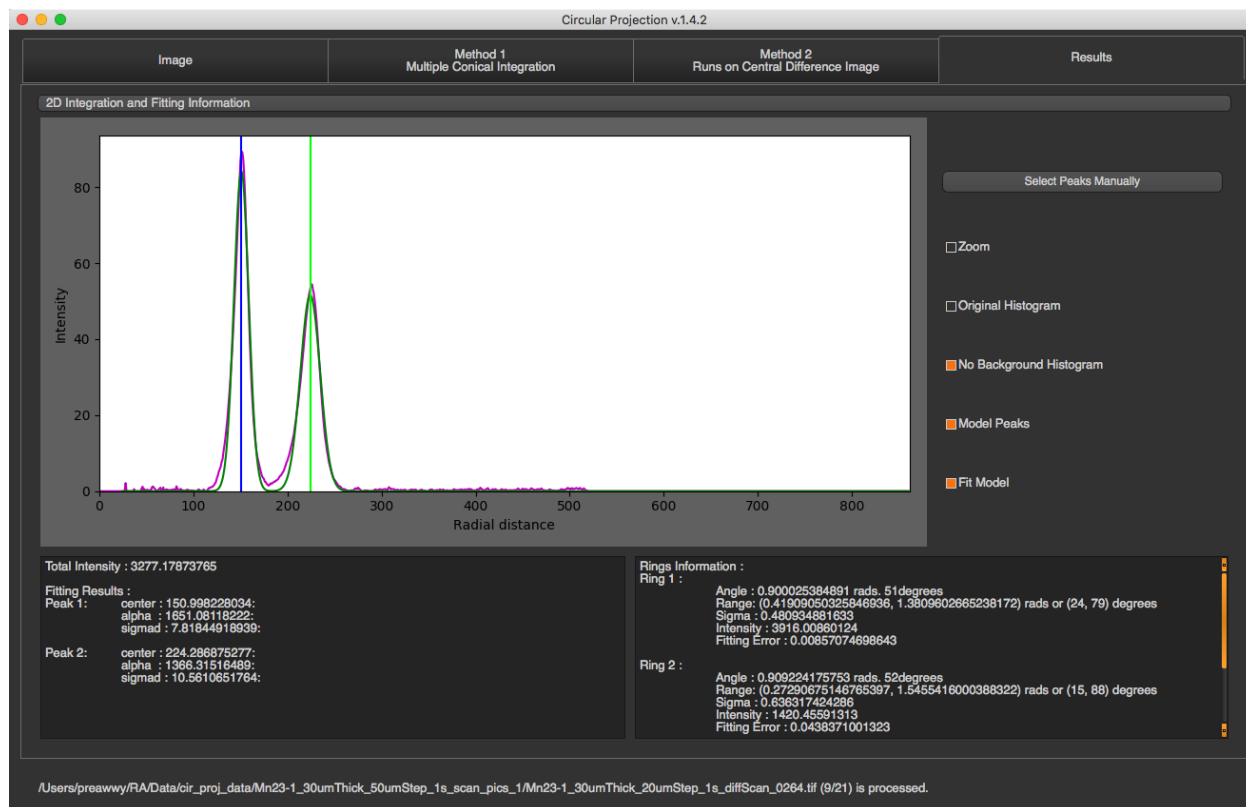 Circular Projection v.1.4.2
Image
Method 1
Multiple Conical Integration
Method 2
Runs on Central Difference Image
Results
2D Integration and Fitting Information
80
60
40
20
0
Intensity
0 100 200 300 400 500 600 700 800
Radial distance
Select Peaks Manually
Zoom
Original Histogram
No Background Histogram
Model Peaks
Fit Model
Total Intensity : 3277.17873765
Fitting Results :
Peak 1: center : 150.998228034:
alpha : 1651.08118222:
sigmad : 7.81844918939:
Peak 2: center : 224.286875277:
alpha : 1366.31516489:
sigmad : 10.5610651764:
Rings Information :
Ring 1 :
Angle : 0.900025384891 rads. 51degrees
Range: (0.41909050325846936, 1.3809602665238172) rads or (24, 79) degrees
Sigma : 0.480934881633
Intensity : 3916.00860124
Fitting Error : 0.00857074698643
Ring 2 :
Angle : 0.909224175753 rads. 52degrees
Range: (0.27290675146765397, 1.5455416000388322) rads or (15, 88) degrees
Sigma : 0.636317424286
Intensity : 1420.45591313
Fitting Error : 0.0438371001323
/Users/preawwy/RA/Data/cir_proj_data/Mn23-1_30umThick_50umStep_1s_scan_pics_1/Mn23-1_30umThick_20umStep_1s_diffScan_0264.tif (9/21) is processed.